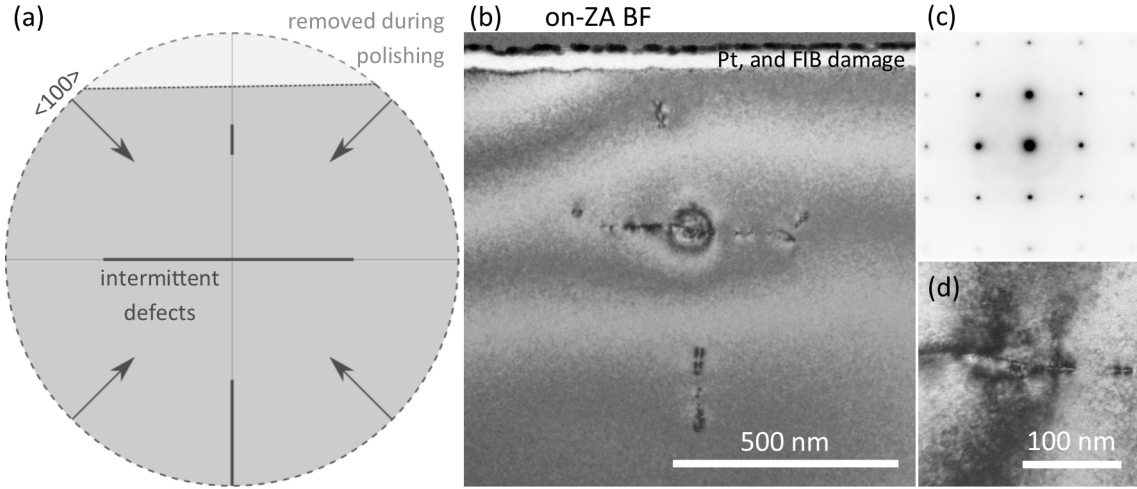 (a)
removed during
polishing
<100>
intermittent
defects
(b)
on-ZA BF
Pt, and FIB damage
500 nm
(c)
(d)
100 nm